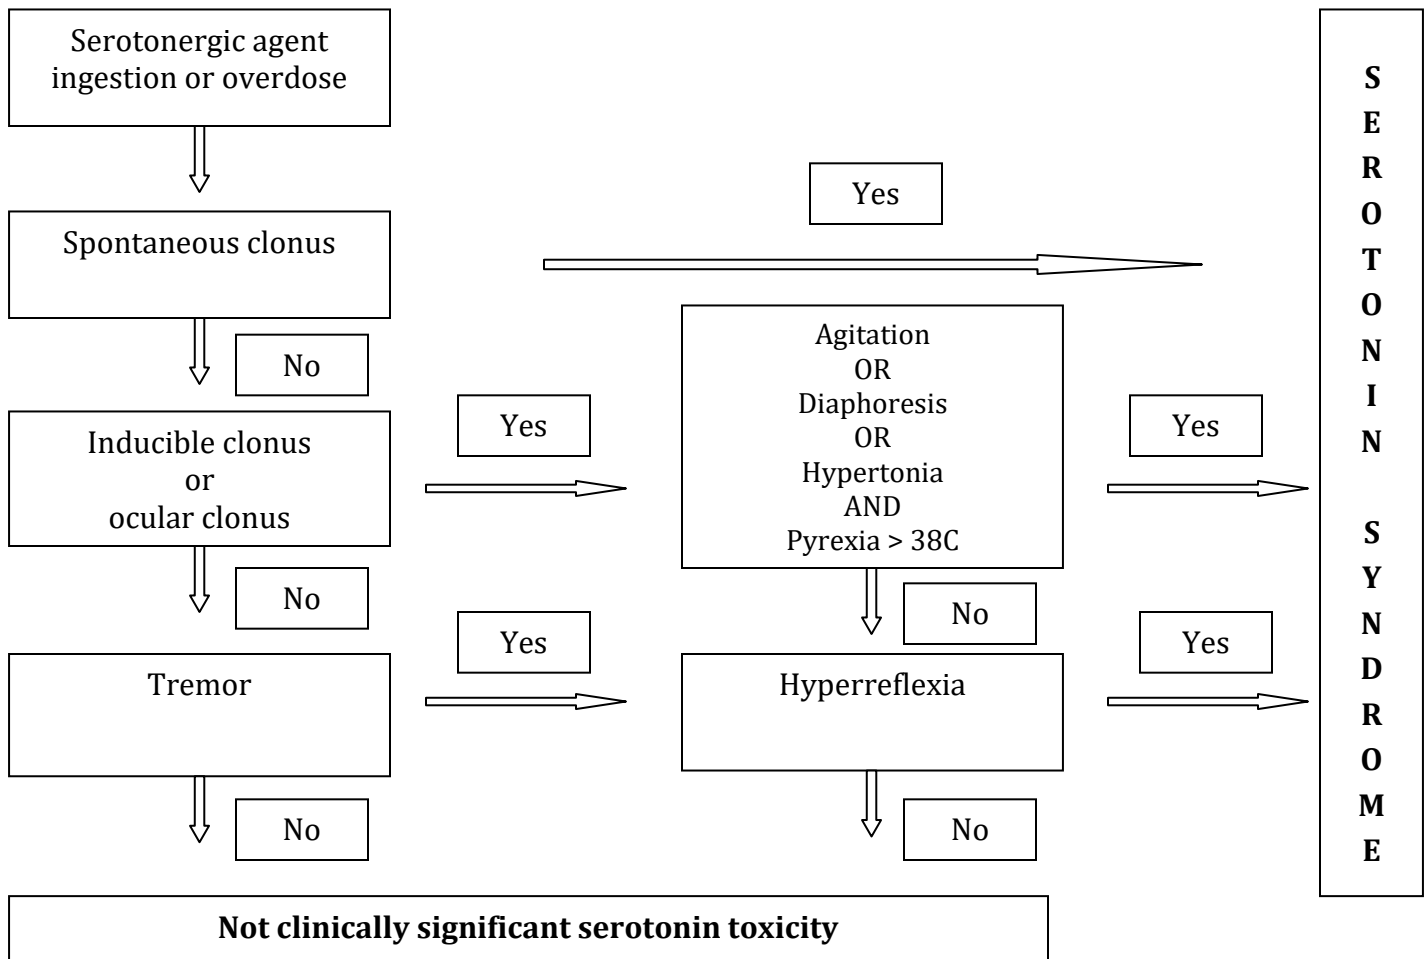 Serotonergic agent
ingestion or overdose
Yes
Spontaneous clonus
No
Agitation
OR
Diaphoresis
OR
Hypertonia
AND
Pyrexia > 38C
Inducible clonus
or
ocular clonus
Yes
Yes
No
No
Tremor
Yes
Hyperreflexia
Yes
No
No
Not clinically significant serotonin toxicity
S
E
R
O
T
O
N
I
N
S
Y
N
D
R
O
M
E